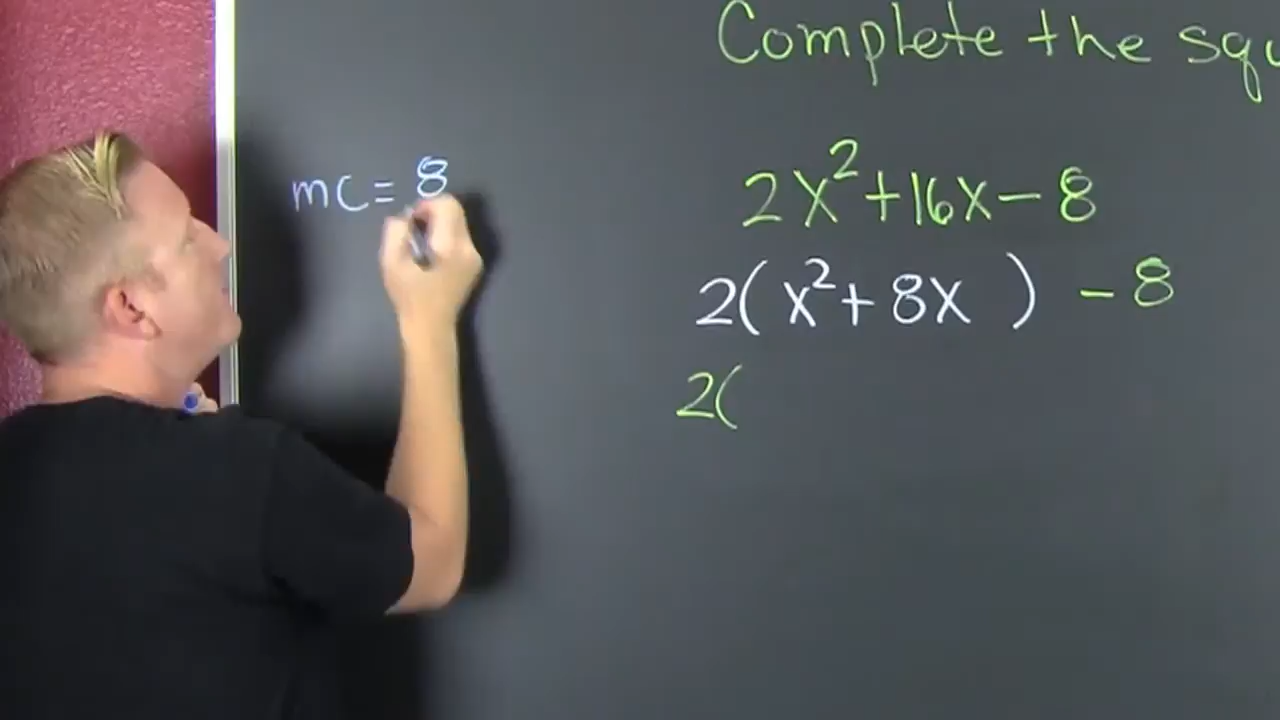 Complete the squ
mc = 8
2x² + 16x - 8
2(x² + 8x ) - 8
2(